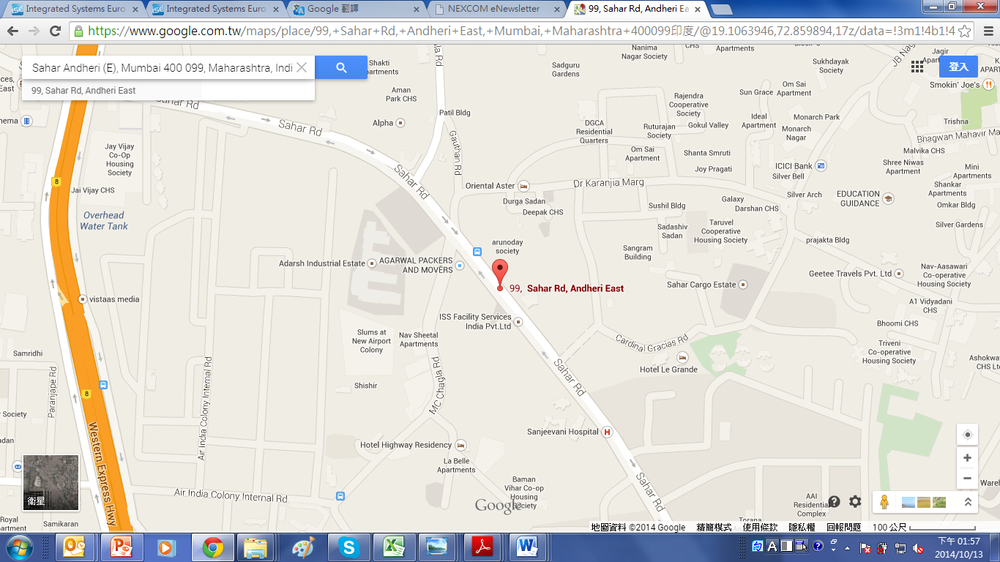 Integrated Systems Euro
Integrated Systems Euro
Google 翻譯
NEXCOM eNewsletter
99, Sahar Rd, Andheri Ea
https://www.google.com.tw/maps/place/99,+Sahar+Rd,+Andheri+East,+Mumbai,+Maharashtra+400099印度/@19.1063946,72.859894,17z/data=!3m1!4b1!4
Sahar Andheri (E), Mumbai 400 099, Maharashtra, Indi
99, Sahar Rd, Andheri East
登入
Shakti
Apartments
Nanima
Nagar Society
Apartments
Jagir
Apartments
JB Nag
Sadguru
Gardens
Sukhdayak
Society
Aman
Park CHS
Om Sai
Apartment
Sun Grace
Smokin' Joe's
Rajendra
Cooperative
Society
Sahar Rd
Patil Bldg
Alpha
DGCA
Residential
Quarters
Ruturajan
Society
Gokul Valley
Ideal
Apartment
Monarch Park
Monarch
Nagar
Trishna
Bhagwan Mahavir Ma
Sahar Rd
Gauthan Rd
Om Sai
Apartment
Shanta Smruti
Malvika CHS
Jay Vijay
Co-Op
Housing
Society
Joy Pragati
ICICI Bank
Silver Bell
Shree Niwas
Apartment
Mini
Apartments
Sahar Rd
Oriental Aster
Dr Karanjia Marg
8
Jai Vijay CHS
Durga Sadan
Deepak CHS
Sushil Bldg
Galaxy
Darshan CHS
Silver Arch
EDUCATION
GUIDANCE
Shankar
Apartments
Omkar Bldg
Overhead
Water Tank
Sadashiv
Sadan
Taruvel
Cooperative
Housing Society
Silver Gardens
arunoday
society
Sangram
Building
prajakta Bldg
Adarsh Industrial Estate
AGARWAL PACKERS
AND MOVERS
Geetee Travels Pvt. Ltd
Nav-Aasawari
Co-operative
Housing Society
99, Sahar Rd, Andheri East
Sahar Cargo Estate
vistaas media
A1 Vidyadani
CHS
ISS Facility Services
India Pvt.Ltd
Bhoomi CHS
Slums at
New Airport
Colony
Nav Sheetal
Apartments
Cardinal Gracias Rd
Triveni
Co-operative
Housing Society
Samridhi
Hotel Le Grande
Ashokw
CHS Ltd
Paranjape Rd
Air India Colony Internal Rd
Shishir
MC Chagla Rd
Sahar Rd
8
Western Express Hwy
Sanjeevani Hospital
Hotel Highway Residency
La Belle
Apartments
Sahar Rd
Air India Colony Internal Rd
Baman
Vihar Co-op
Housing
Society
AAI
Residential
Complex
Wareh
Royal
Apartment
Samikaran
Google
衛星
地圖資料 ©2014 Google 精簡模式 使用條款 隱私權 回報問題 100 公尺
下午 01:57
2014/10/13